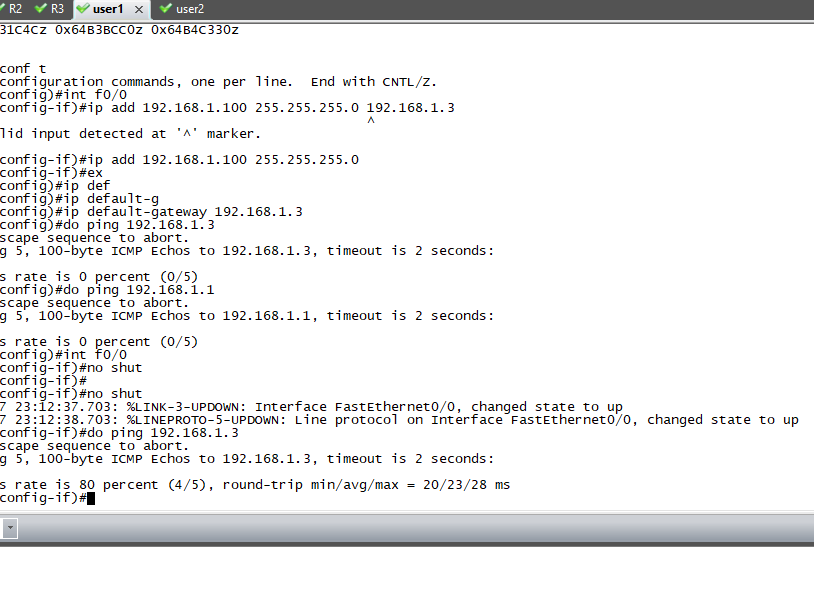 R2 R3 user1 × user2
31C4Cz 0x64B3BCC0z 0x64B4C330z
conf t
configuration commands, one per line.  End with CNTL/Z.
config)#int f0/0
config-if)#ip add 192.168.1.100 255.255.255.0 192.168.1.3
^
lid input detected at '^' marker.
config-if)#ip add 192.168.1.100 255.255.255.0
config-if)#ex
config)#ip def
config)#ip default-g
config)#ip default-gateway 192.168.1.3
config)#do ping 192.168.1.3
scape sequence to abort.
g 5, 100-byte ICMP Echos to 192.168.1.3, timeout is 2 seconds:
s rate is 0 percent (0/5)
config)#do ping 192.168.1.1
scape sequence to abort.
g 5, 100-byte ICMP Echos to 192.168.1.1, timeout is 2 seconds:
s rate is 0 percent (0/5)
config)#int f0/0
config-if)#no shut
config-if)#
config-if)#no shut
7 23:12:37.703: %LINK-3-UPDOWN: Interface FastEthernet0/0, changed state to up
7 23:12:38.703: %LINEPROTO-5-UPDOWN: Line protocol on Interface FastEthernet0/0, changed state to up
config-if)#do ping 192.168.1.3
scape sequence to abort.
g 5, 100-byte ICMP Echos to 192.168.1.3, timeout is 2 seconds:
s rate is 80 percent (4/5), round-trip min/avg/max = 20/23/28 ms
config-if)#